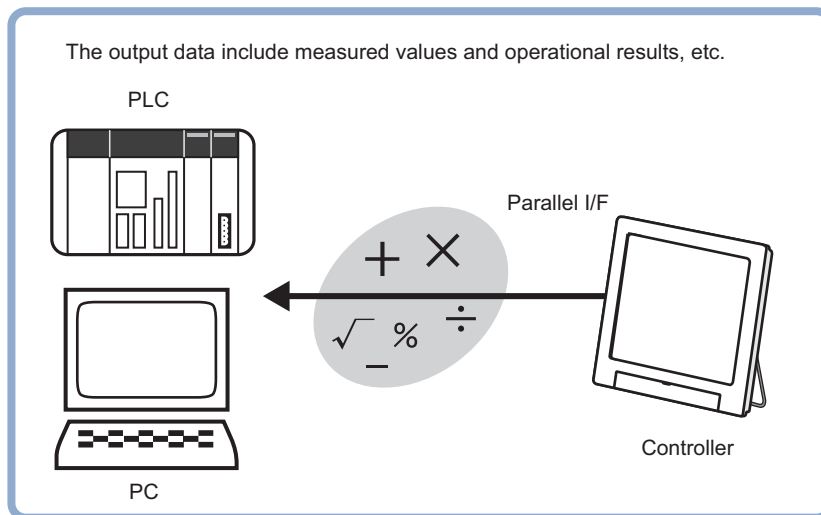 The output data include measured values and operational results, etc.
PLC
Parallel I/F
+ ×
√ % ÷
−
Controller
PC